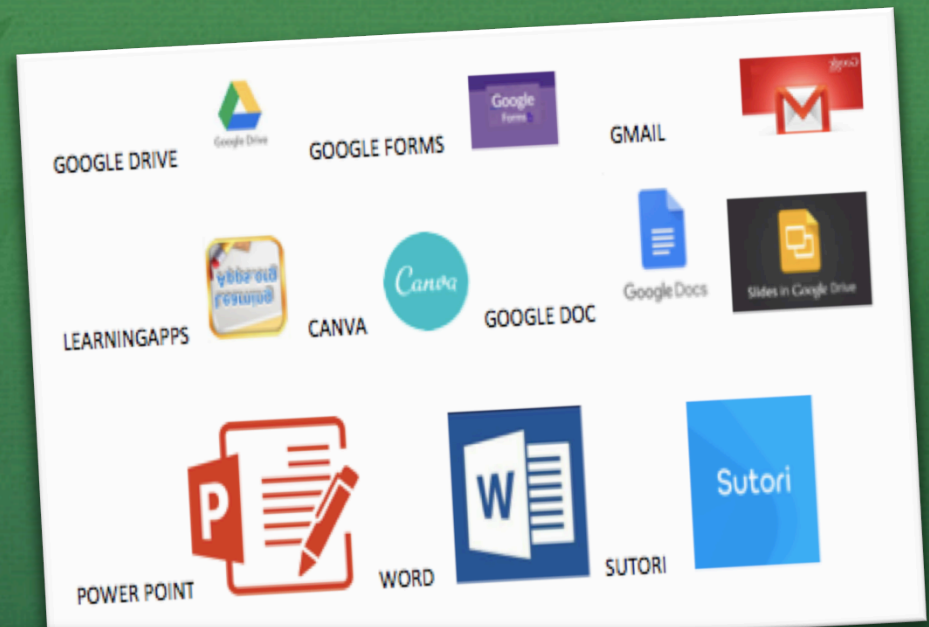 GOOGLE DRIVE
Google Drive
GOOGLE FORMS
Google
Forms
GMAIL
Google
LEARNINGAPPS
CANVA
Canva
GOOGLE DOC
Google Docs
Slides in Google Drive
POWER POINT
P
WORD
W
SUTORI
Sutori